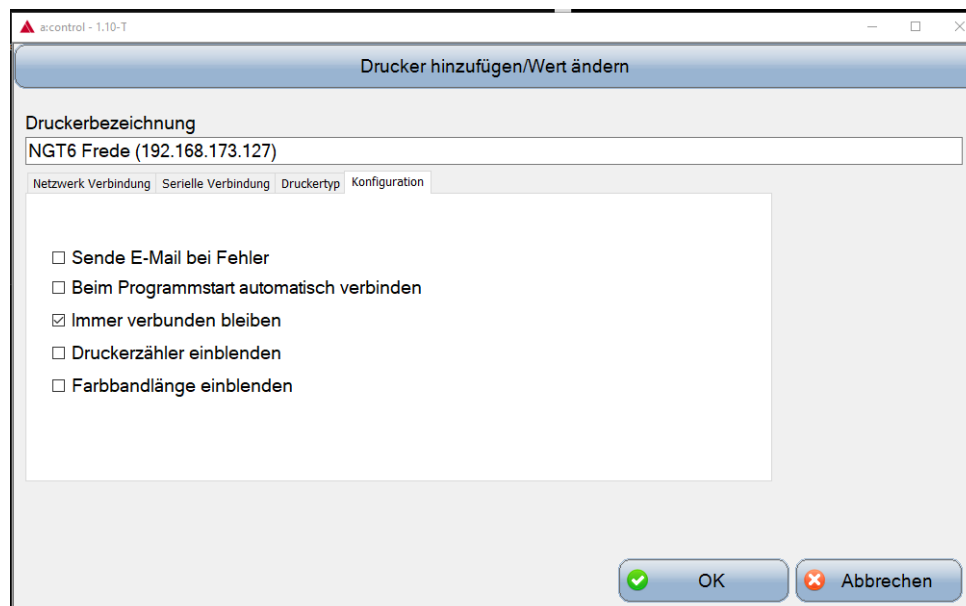 a:control - 1.10-T
Drucker hinzufügen/Wert ändern
Druckerbezeichnung
NGT6 Frede (192.168.173.127)
Netzwerk Verbindung Serielle Verbindung Druckertyp Konfiguration
Sende E-Mail bei Fehler
Beim Programmstart automatisch verbinden
Immer verbunden bleiben
Druckerzähler einblenden
Farbbandlänge einblenden
OK Abbrechen